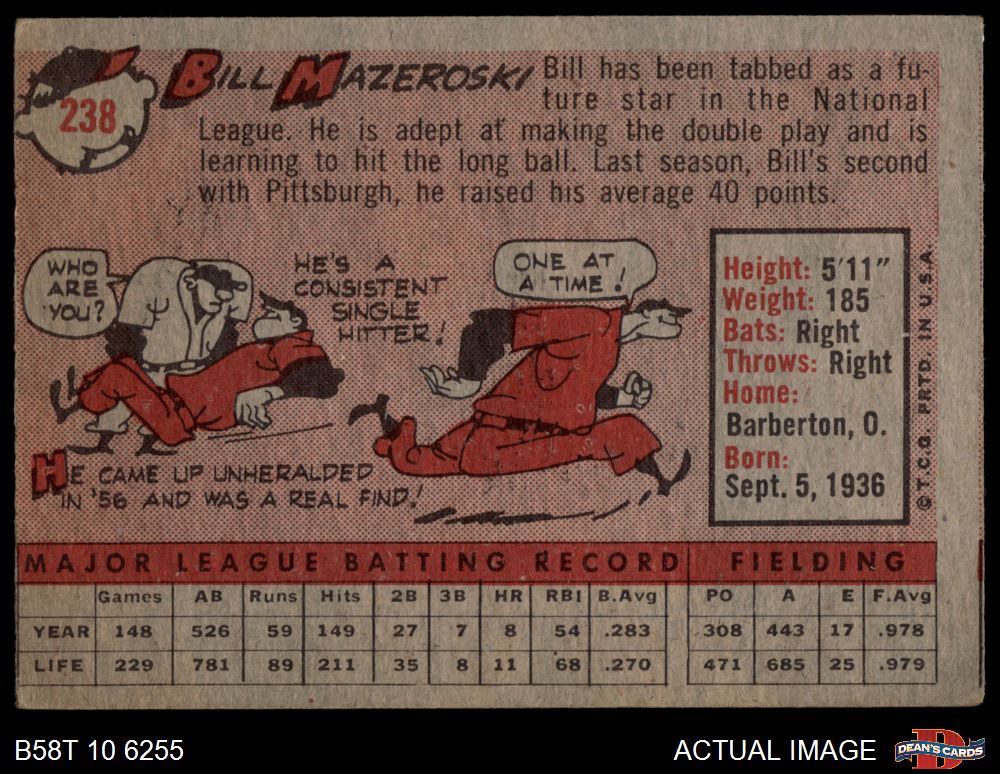 238
BILL MAZEROSKI
Bill has been tabbed as a fu-
ture star in the National
League. He is adept at making the double play and is
learning to hit the long ball. Last season, Bill's second
with Pittsburgh, he raised his average 40 points.
WHO
ARE
YOU?
HE'S A
CONSISTENT
SINGLE
HITTER!
ONE AT
A TIME!
HE CAME UP UNHERALDED
IN '56 AND WAS A REAL FIND!
Height: 5'11"
Weight: 185
Bats: Right
Throws: Right
Home:
Barberton, O.
Born:
Sept. 5, 1936
© T.C.G. PRTD. IN U.S.A.
MAJOR LEAGUE BATTING RECORD FIELDING
Games AB Runs Hits 2B 3B HR RBI B.Avg PO A E F.Avg
YEAR 148 526 59 149 27 7 8 54 .283 308 443 17 .978
LIFE 229 781 89 211 35 8 11 68 .270 471 685 25 .979
B58T 10 6255
ACTUAL IMAGE
DEAN'S CARDS